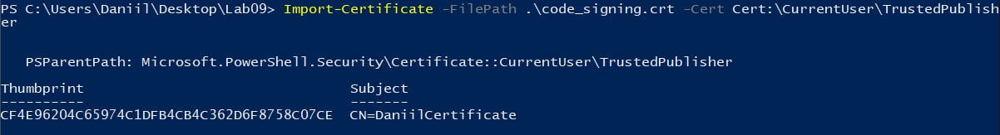 PS C:\Users\Daniil\Desktop\Lab09> Import-Certificate -FilePath .\code_signing.crt -Cert Cert:\CurrentUser\TrustedPublish
er
PSParentPath: Microsoft.PowerShell.Security\Certificate::CurrentUser\TrustedPublisher
Thumbprint Subject
---------- -------
CF4E96204C65974C1DFB4CB4C362D6F8758C07CE CN=DaniilCertificate